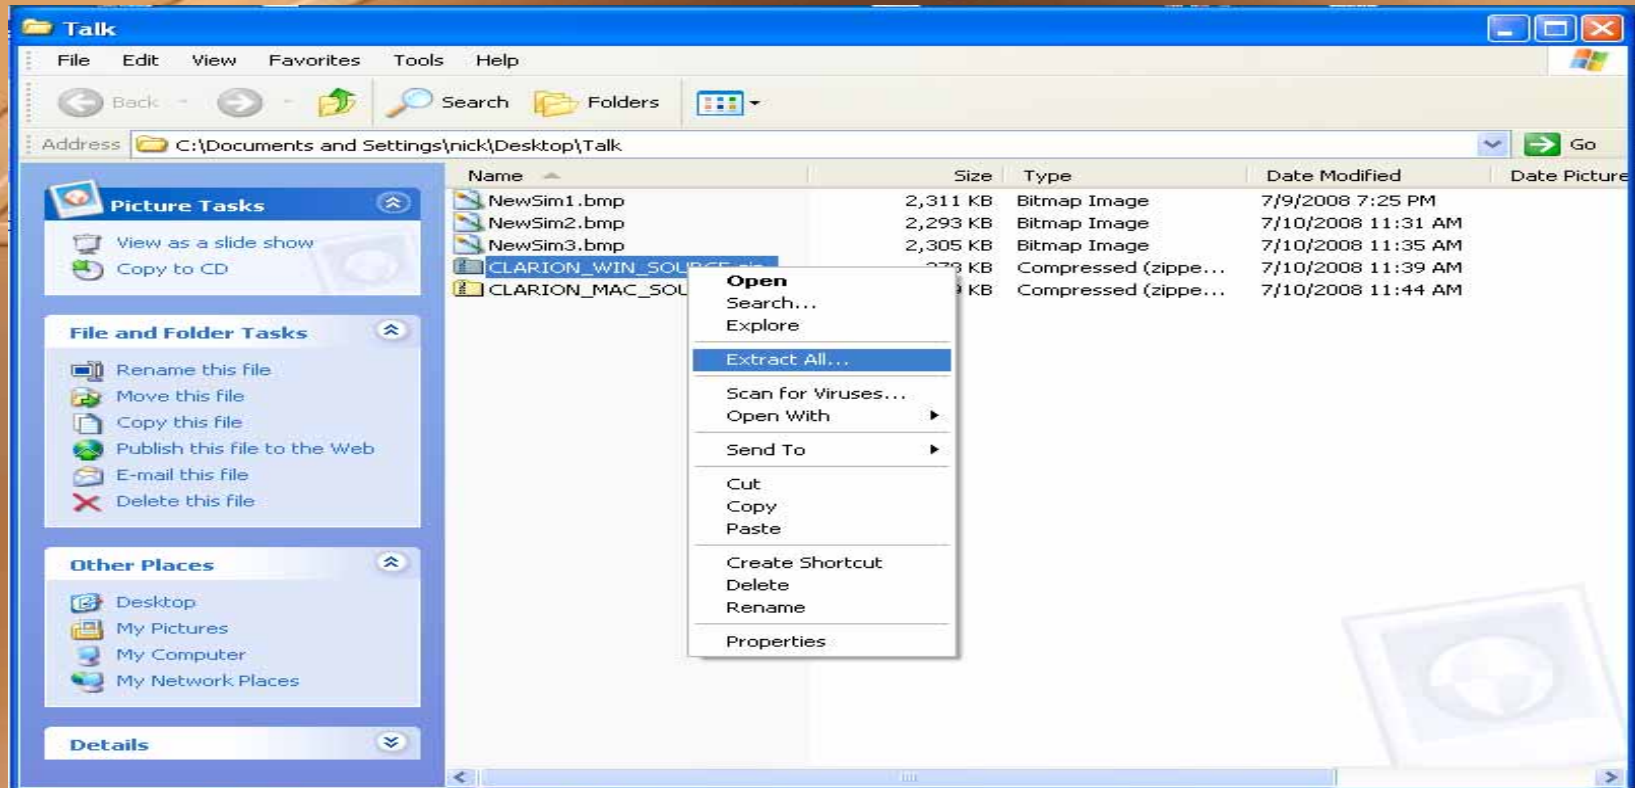 Talk
File Edit View Favorites Tools Help
Back Search Folders
Address C:\Documents and Settings\nick\Desktop\Talk Go
Picture Tasks
View as a slide show
Copy to CD
File and Folder Tasks
Rename this file
Move this file
Copy this file
Publish this file to the Web
E-mail this file
Delete this file
Other Places
Desktop
My Pictures
My Computer
My Network Places
Details
Name Size Type Date Modified Date Picture
NewSim1.bmp 2,311 KB Bitmap Image 7/9/2008 7:25 PM
NewSim2.bmp 2,293 KB Bitmap Image 7/10/2008 11:31 AM
NewSim3.bmp 2,305 KB Bitmap Image 7/10/2008 11:35 AM
CLARION_WIN_SOURCE.zip KB Compressed (zippe... 7/10/2008 11:39 AM
CLARION_MAC_SOU KB Compressed (zippe... 7/10/2008 11:44 AM
Open
Search...
Explore
Extract All...
Scan for Viruses...
Open With
Send To
Cut
Copy
Paste
Create Shortcut
Delete
Rename
Properties